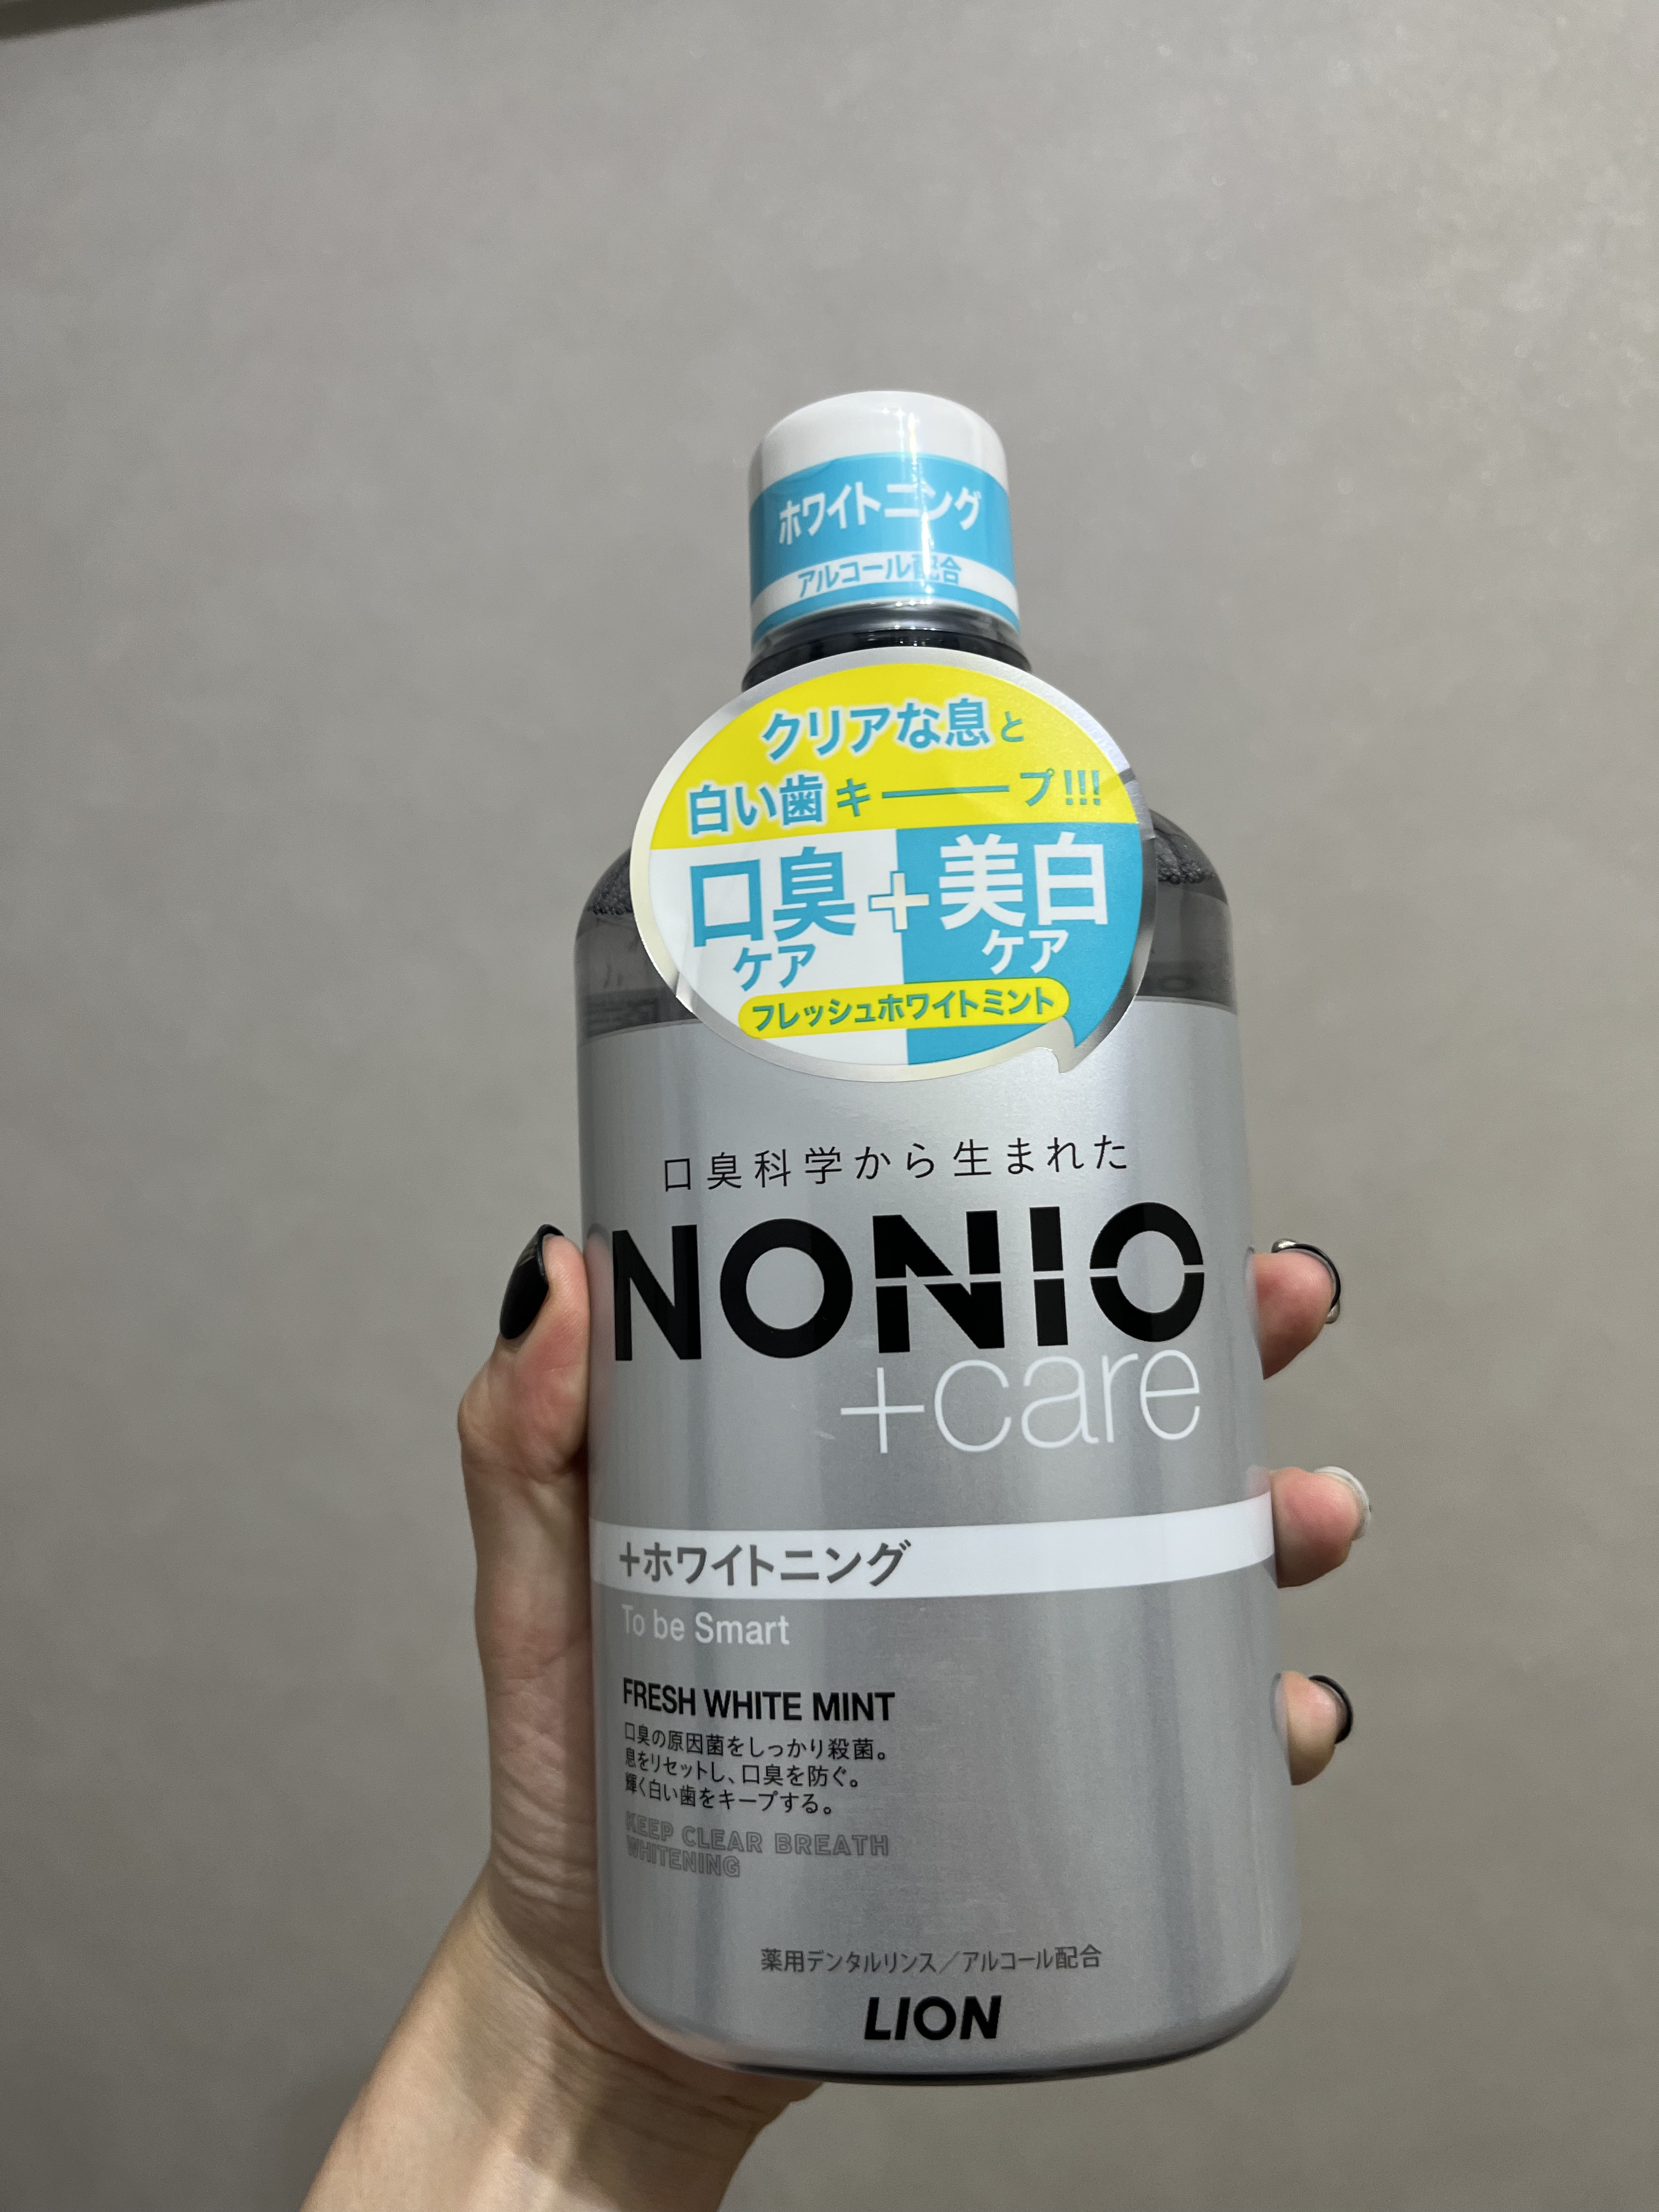 ホワイトニング
アルコール配合
クリアな息と
白い歯キープ!!!
口臭+美白
ケア ケア
フレッシュホワイトミント
口臭科学から生まれた
NONIO
+care
+ホワイトニング
To be Smart
FRESH WHITE MINT
口臭の原因菌をしっかり殺菌。
息をリセットし、口臭を防ぐ。
輝く白い歯をキープする。
KEEP CLEAR BREATH
WHITENING
薬用デンタルリンス/アルコール配合
LION